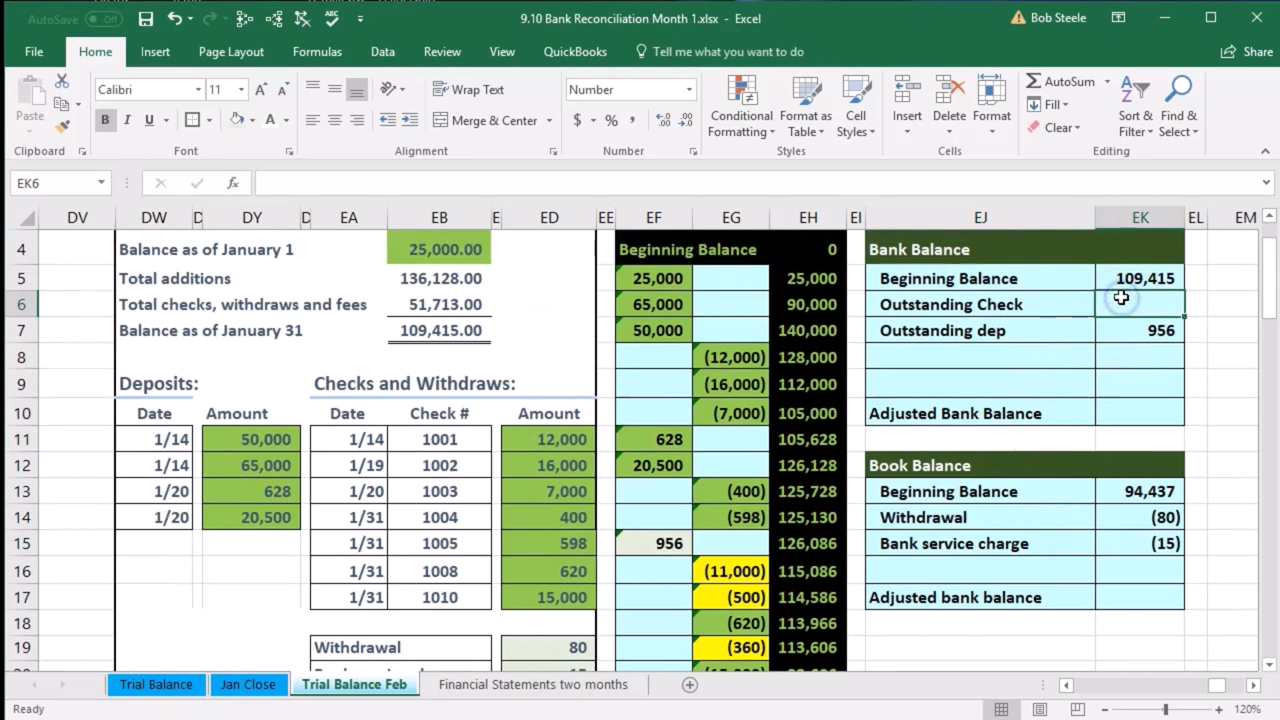 AutoSave Off 9.10 Bank Reconciliation Month 1.xlsx - Excel Bob Steele
File Home Insert Page Layout Formulas Data Review View QuickBooks Tell me what you want to do Share
Paste Calibri 11 Wrap Text Number AutoSum
B I U Merge & Center $ % Conditional Formatting Format as Table Cell Styles Insert Delete Format Fill Clear Sort & Filter Find & Select
Clipboard Font Alignment Number Styles Cells Editing
EK6 fx
DV DW D DY D EA EB E ED EE EF EG EH EI EJ EK EL EM
4 Balance as of January 1 25,000.00 Beginning Balance 0 Bank Balance
5 Total additions 136,128.00 25,000 25,000 Beginning Balance 109,415
6 Total checks, withdraws and fees 51,713.00 65,000 90,000 Outstanding Check
7 Balance as of January 31 109,415.00 50,000 140,000 Outstanding dep 956
8 (12,000) 128,000
9 Deposits: Checks and Withdraws: (16,000) 112,000
10 Date Amount Date Check # Amount (7,000) 105,000 Adjusted Bank Balance
11 1/14 50,000 1/14 1001 12,000 628 105,628
12 1/14 65,000 1/19 1002 16,000 20,500 126,128 Book Balance
13 1/20 628 1/20 1003 7,000 (400) 125,728 Beginning Balance 94,437
14 1/20 20,500 1/31 1004 400 (598) 125,130 Withdrawal (80)
15 1/31 1005 598 956 126,086 Bank service charge (15)
16 1/31 1008 620 (11,000) 115,086
17 1/31 1010 15,000 (500) 114,586 Adjusted bank balance
18 (620) 113,966
19 Withdrawal 80 (360) 113,606
Trial Balance Jan Close Trial Balance Feb Financial Statements two months
Ready 120%